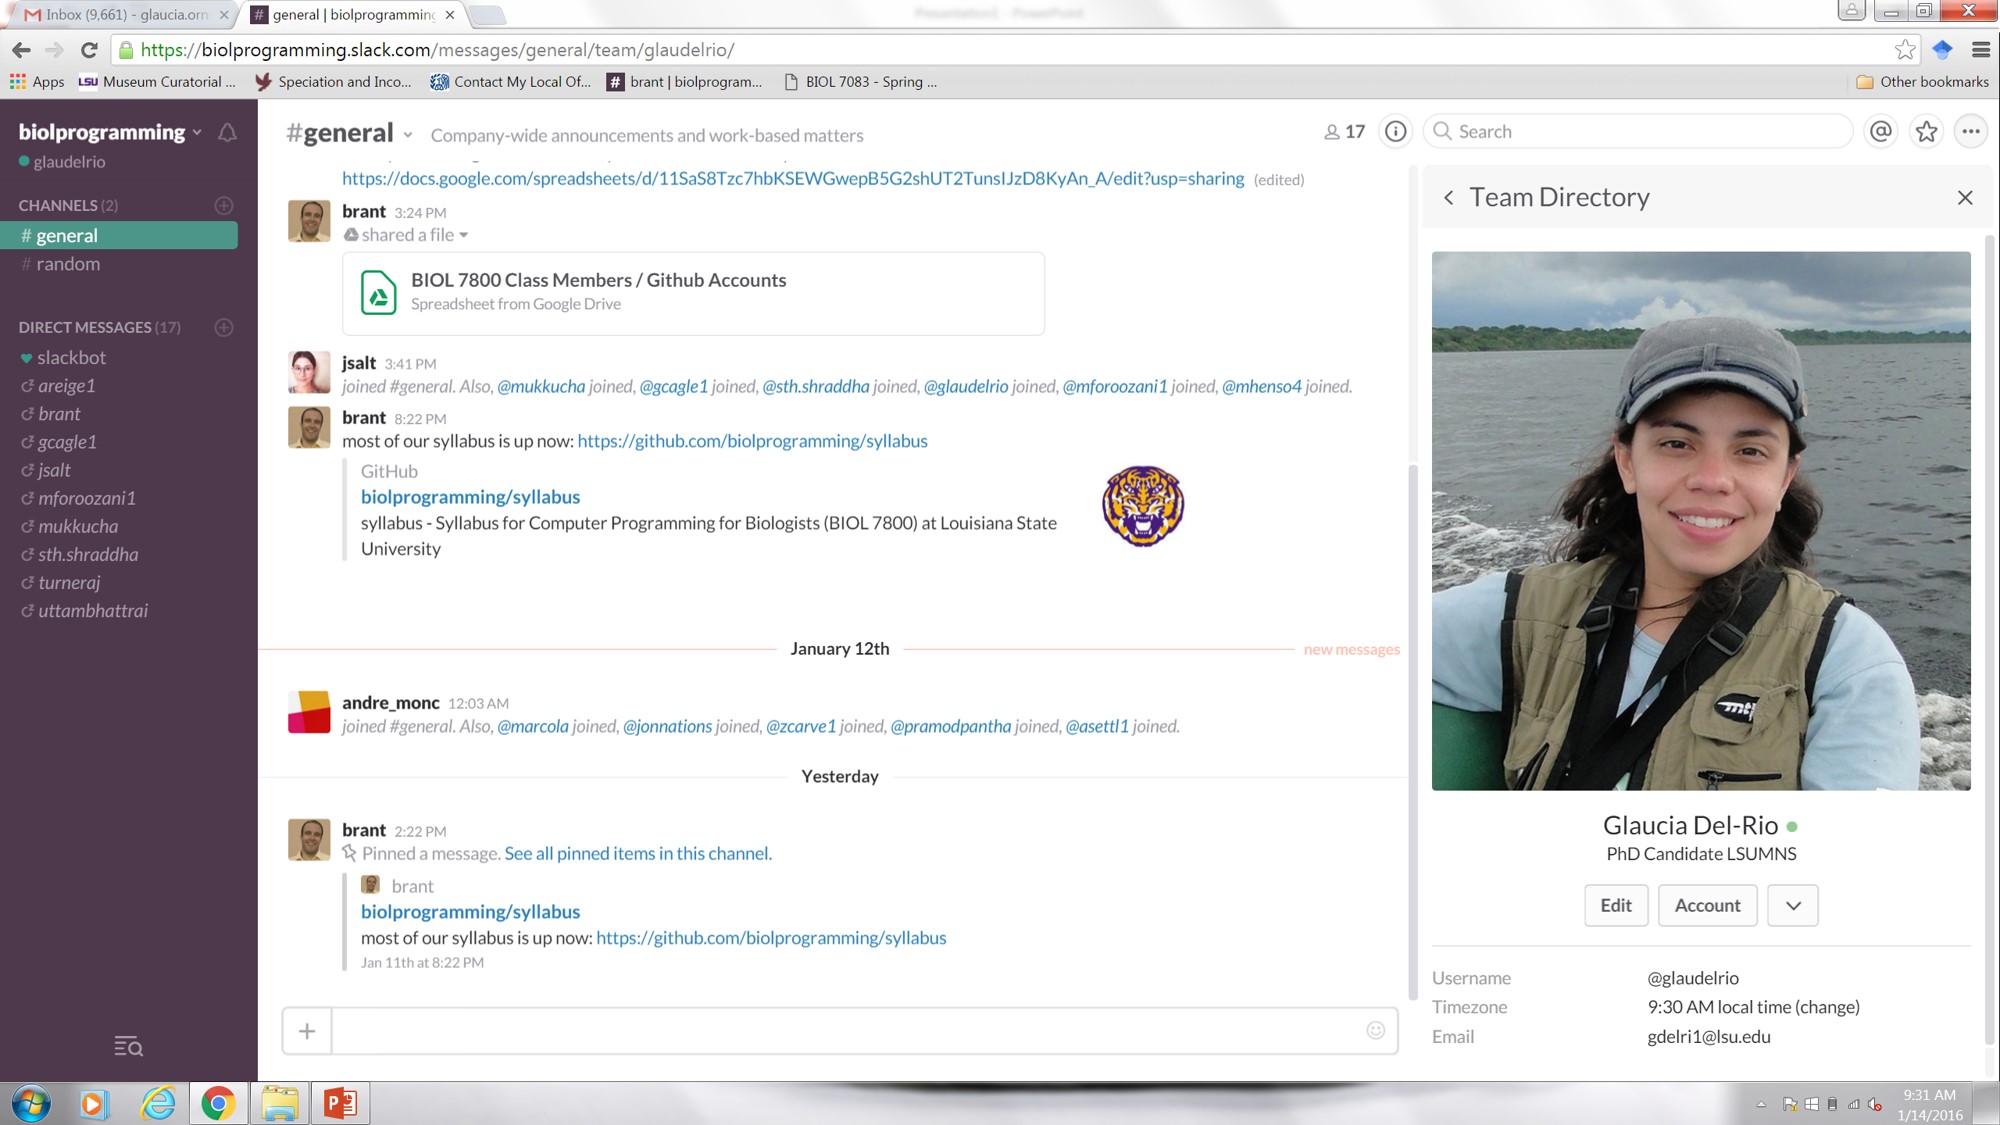 Inbox (9,661) - glaucia.orn
general | biolprogramming
Presentation1 - PowerPoint
https://biolprogramming.slack.com/messages/general/team/glaudelrio/
Apps
LSU Museum Curatorial ...
Speciation and Inco...
Contact My Local Of...
brant | biolprogram...
BIOL 7083 - Spring ...
Other bookmarks
biolprogramming
glaudelrio
CHANNELS (2)
# general
# random
DIRECT MESSAGES (17)
slackbot
areige1
brant
gcagle1
jsalt
mforoozani1
mukkucha
sth.shraddha
turneraj
uttambhattrai
#general
Company-wide announcements and work-based matters
17
Search
https://docs.google.com/spreadsheets/d/11SaS8Tzc7hbKSEWGwepB5G2shUT2TunsIJzD8KyAn_A/edit?usp=sharing (edited)
brant 3:24 PM
shared a file
BIOL 7800 Class Members / Github Accounts
Spreadsheet from Google Drive
jsalt 3:41 PM
joined #general. Also, @mukkucha joined, @gcagle1 joined, @sth.shraddha joined, @glaudelrio joined, @mforoozani1 joined, @mhenso4 joined.
brant 8:22 PM
most of our syllabus is up now: https://github.com/biolprogramming/syllabus
GitHub
biolprogramming/syllabus
syllabus - Syllabus for Computer Programming for Biologists (BIOL 7800) at Louisiana State
University
January 12th
new messages
andre_monc 12:03 AM
joined #general. Also, @marcola joined, @jonnations joined, @zcarve1 joined, @pramodpantha joined, @asettl1 joined.
Yesterday
brant 2:22 PM
Pinned a message. See all pinned items in this channel.
brant
biolprogramming/syllabus
most of our syllabus is up now: https://github.com/biolprogramming/syllabus
Jan 11th at 8:22 PM
Team Directory
Glaucia Del-Rio
PhD Candidate LSUMNS
Edit
Account
Username @glaudelrio
Timezone 9:30 AM local time (change)
Email gdelri1@lsu.edu
9:31 AM
1/14/2016